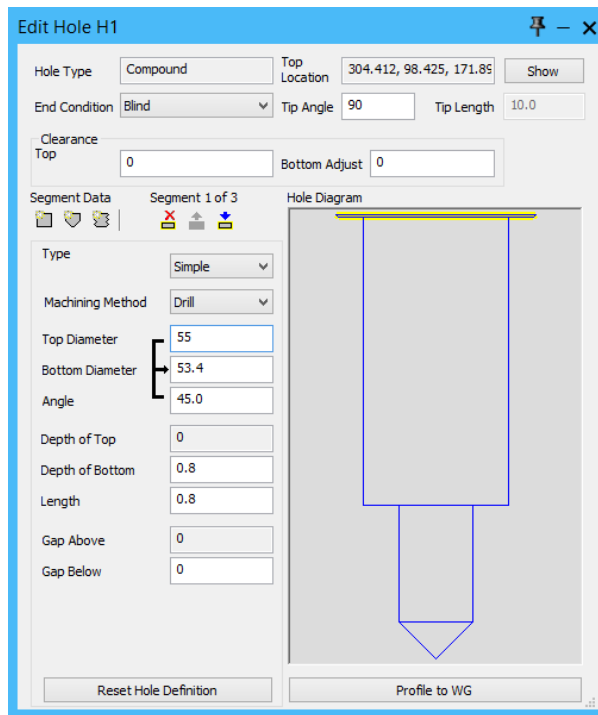 Edit Hole H1
Hole Type Compound Top Location 304.412, 98.425, 171.89 Show
End Condition Blind Tip Angle 90 Tip Length 10.0
Clearance
Top 0 Bottom Adjust 0
Segment Data Segment 1 of 3 Hole Diagram
Type Simple
Machining Method Drill
Top Diameter 55
Bottom Diameter 53.4
Angle 45.0
Depth of Top 0
Depth of Bottom 0.8
Length 0.8
Gap Above 0
Gap Below 0
Reset Hole Definition Profile to WG